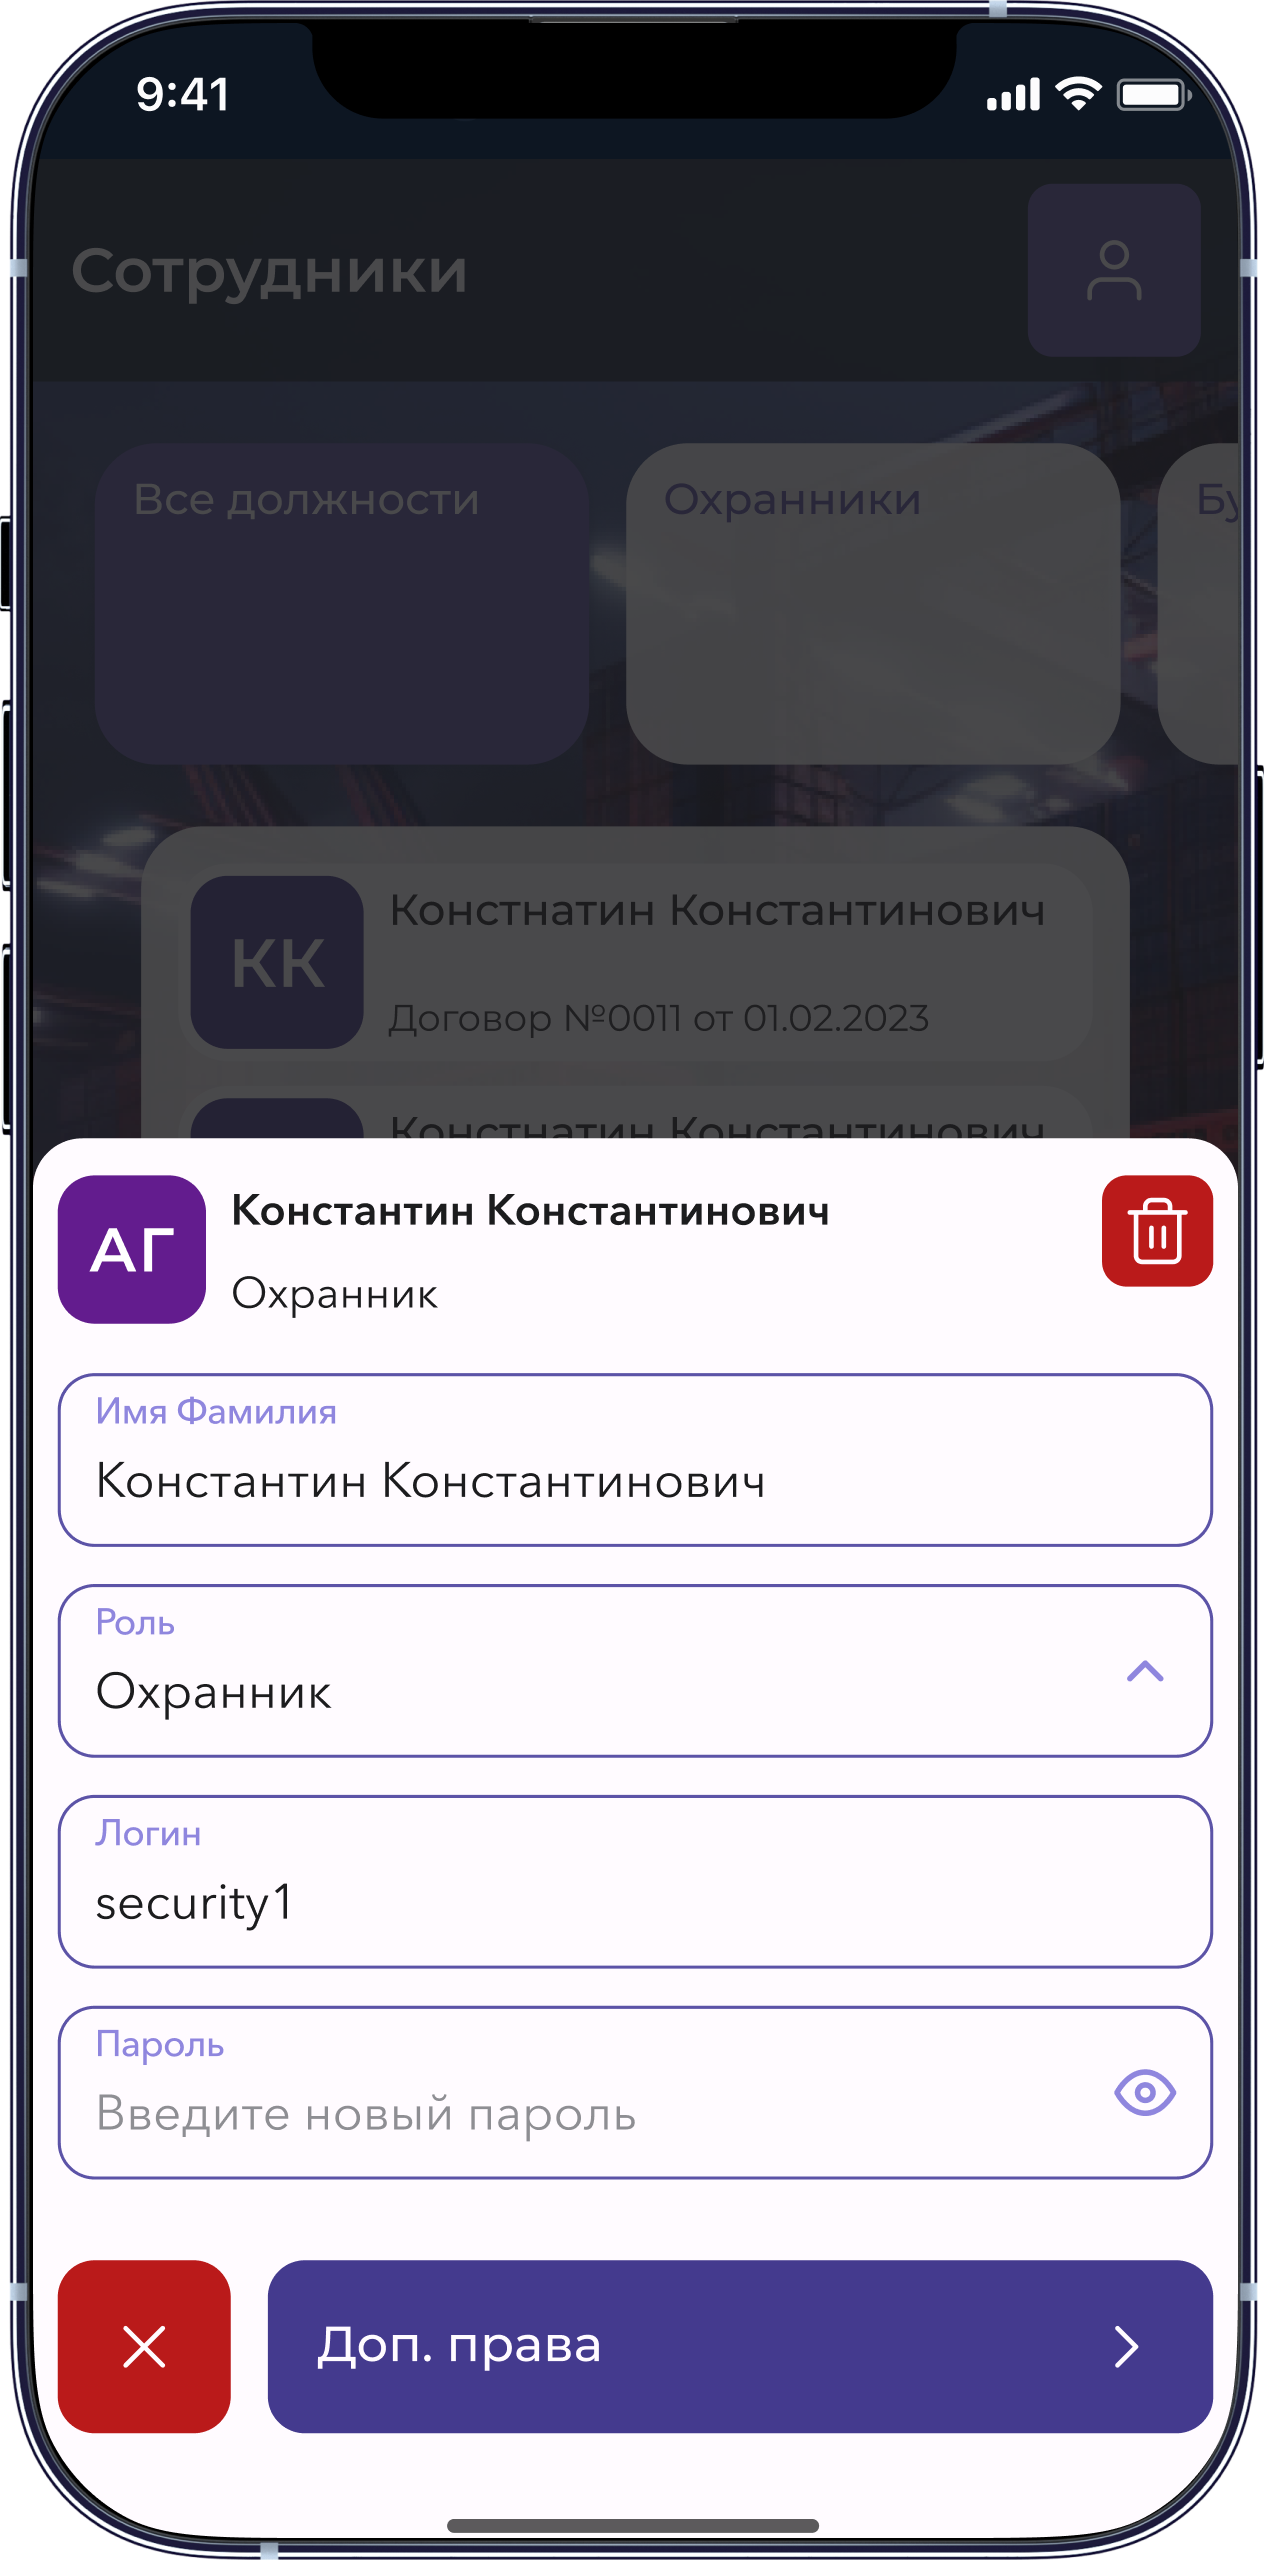 9:41
Сотрудники
Все должности
Охранники
Бу
КК
Констнатин Константинович
Договор №0011 от 01.02.2023
Констнатин Константинович
АГ
Константин Константинович
Охранник
Имя Фамилия
Константин Константинович
Роль
Охранник
Логин
security1
Пароль
Введите новый пароль
Доп. права